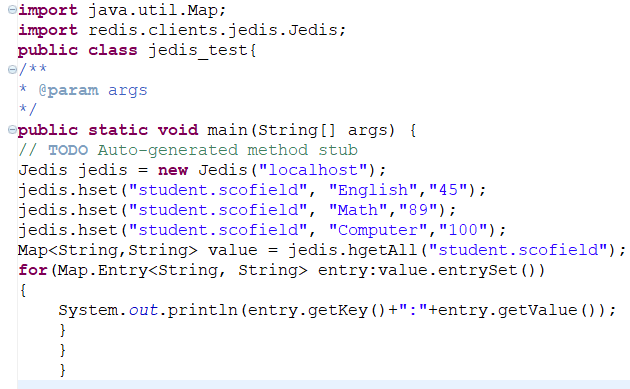 import java.util.Map;
import redis.clients.jedis.Jedis;
public class jedis_test{
/**
* @param args
*/
public static void main(String[] args) {
// TODO Auto-generated method stub
Jedis jedis = new Jedis("localhost");
jedis.hset("student.scofield", "English","45");
jedis.hset("student.scofield", "Math","89");
jedis.hset("student.scofield", "Computer","100");
Map<String,String> value = jedis.hgetAll("student.scofield");
for(Map.Entry<String, String> entry:value.entrySet())
{
    System.out.println(entry.getKey()+":"+entry.getValue());
    }
    }
    }